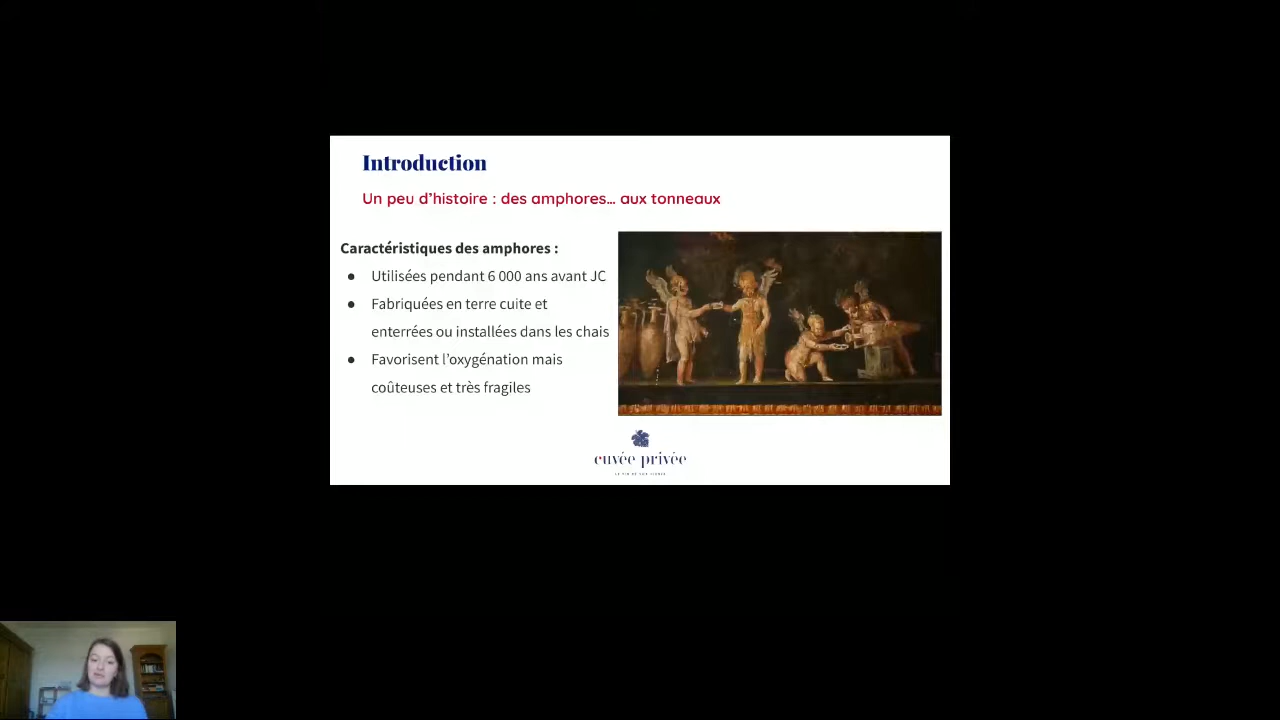 Introduction
Un peu d’histoire : des amphores… aux tonneaux
Caractéristiques des amphores :
● Utilisées pendant 6 000 ans avant JC
● Fabriquées en terre cuite et
enterrées ou installées dans les chais
● Favorisent l’oxygénation mais
coûteuses et très fragiles
cuvée privée